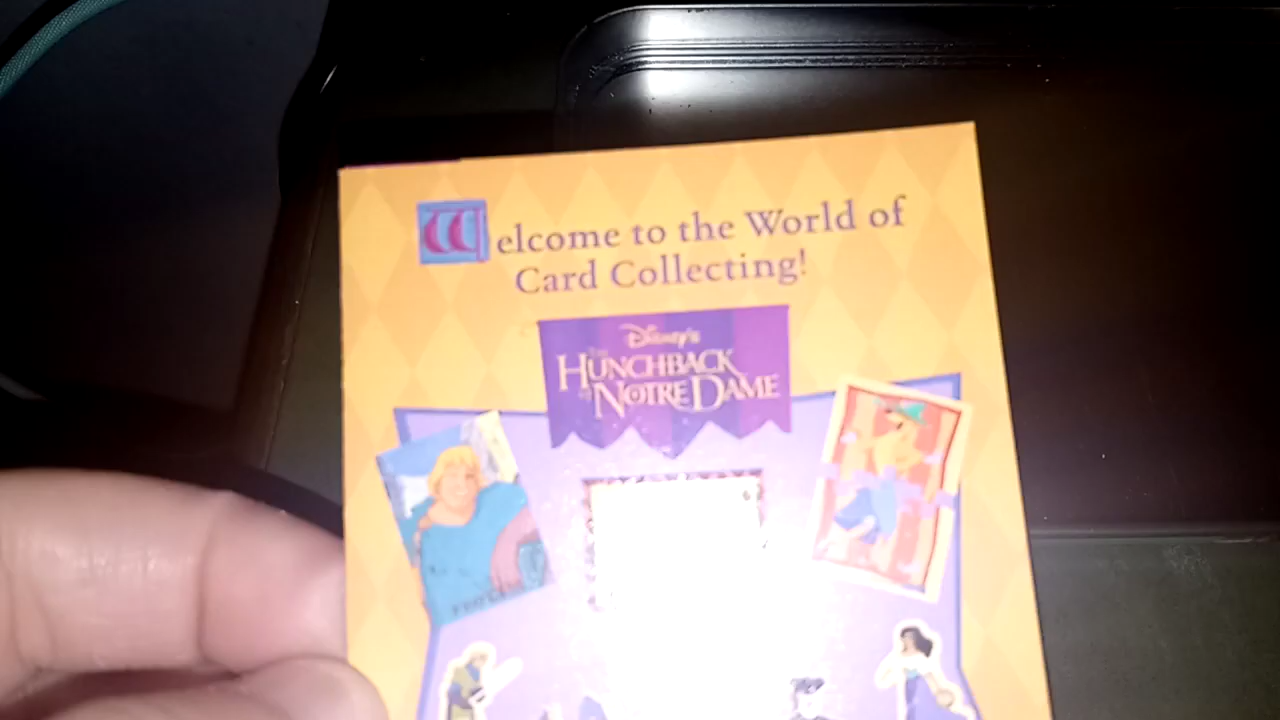 Welcome to the World of
Card Collecting!
Disney's
THE
HUNCHBACK
OF
NOTRE DAME